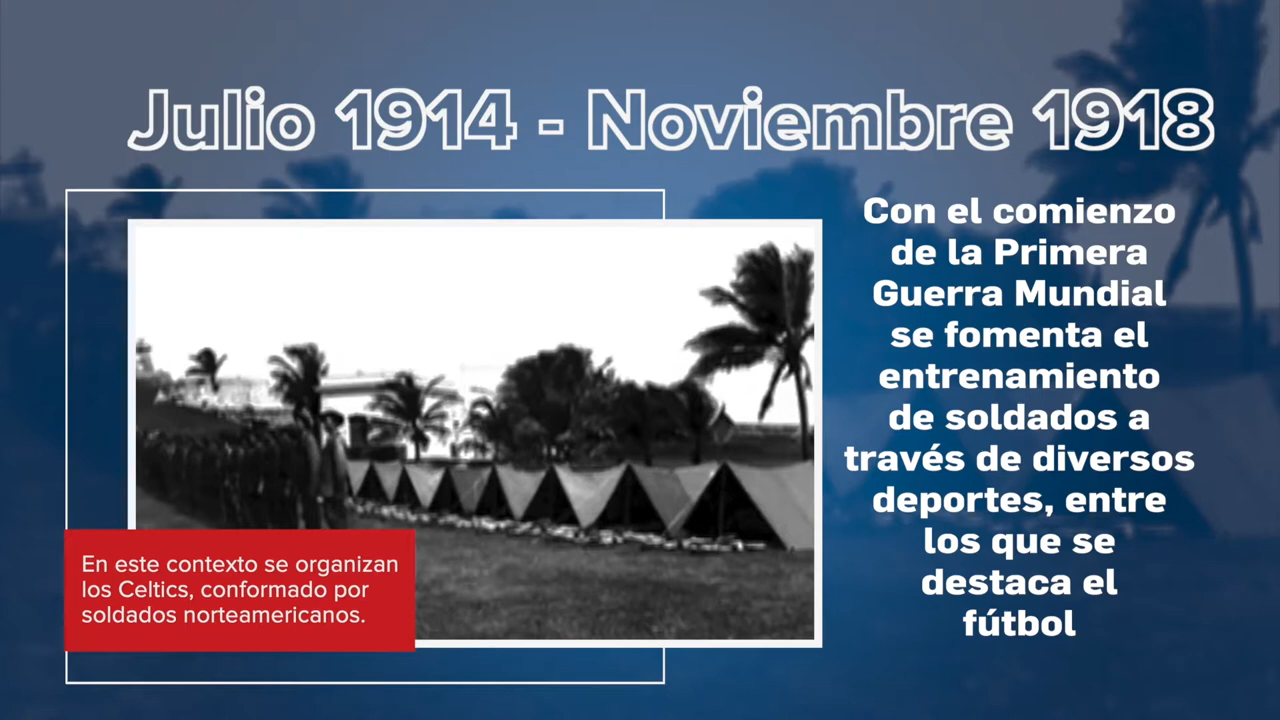 Julio 1914 - Noviembre 1918
Con el comienzo
de la Primera
Guerra Mundial
se fomenta el
entrenamiento
de soldados a
través de diversos
deportes, entre
los que se
destaca el
fútbol
En este contexto se organizan
los Celtics, conformado por
soldados norteamericanos.